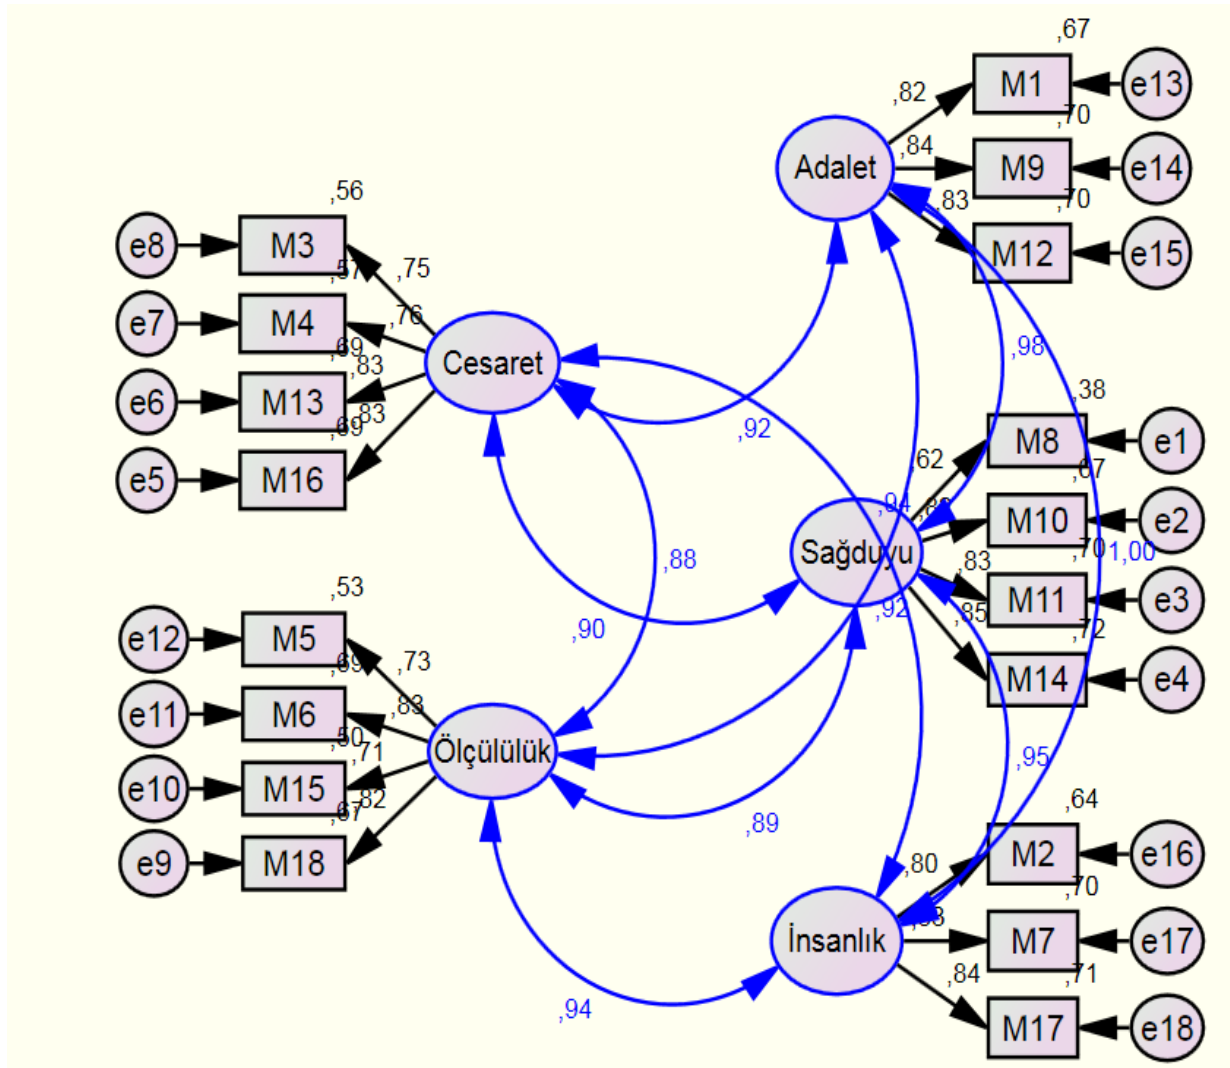 ,67
,82
M1
e13
,70
,84
Adalet
M9
e14
,70
,83
M12
e15
,56
e8
M3
,57
,75
e7
M4
,76
,69
Cesaret
,83
e6
M13
,83
,69
e5
M16
,98
,92
,38
,62
M8
e1
,67
,94
M10
e2
,88
Sağduyu
,70
1,00
,83
M11
e3
,90
,92
,85
,72
M14
e4
,53
e12
M5
,69
,73
e11
M6
,83
,50
Ölçülülük
,71
e10
M15
,82
,67
e9
M18
,95
,89
,64
,80
M2
e16
,70
İnsanlık
M7
e17
,84
,71
,94
M17
e18